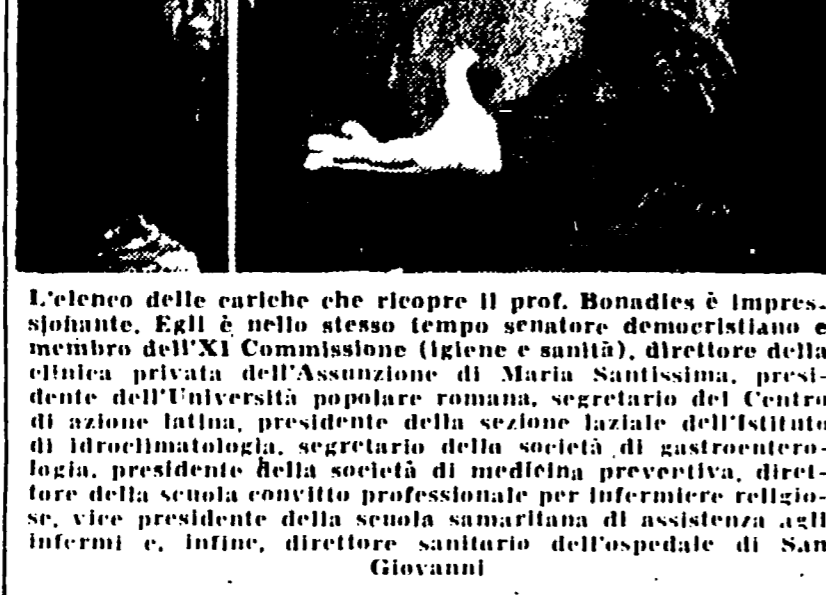 L'elenco delle cariche che ricopre il prof. Bonadies è impres-
sionante. Egli è nello stesso tempo senatore democristiano e
membro dell'XI Commissione (igiene e sanità), direttore della
clinica privata dell'Assunzione di Maria Santissima, presi-
dente dell'Università popolare romana, segretario del Centro
di azione latina, presidente della sezione laziale dell'Istituto
di idroclimatologia, segretario della società di gastroentero-
logia, presidente della società di medicina preventiva, diret-
tore della scuola convitto professionale per infermiere religio-
se, vice presidente della scuola samaritana di assistenza agli
infermi e, infine, direttore sanitario dell'ospedale di San
Giovanni